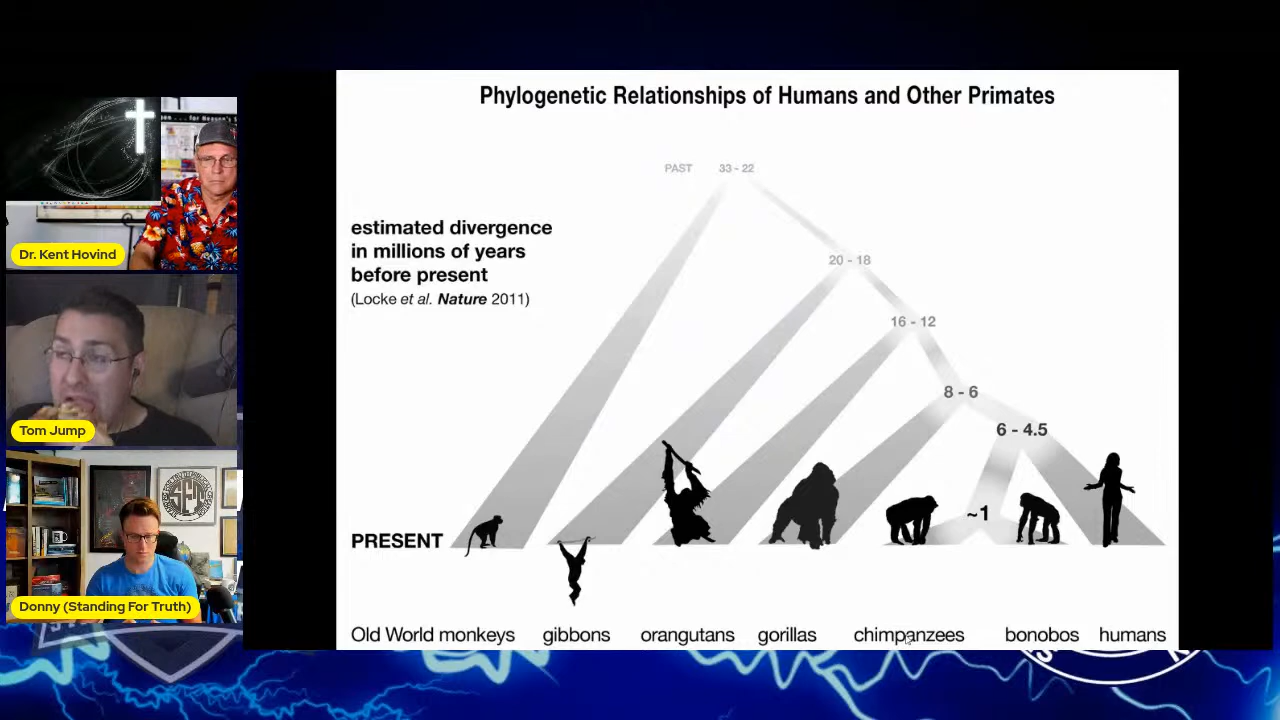 Phylogenetic Relationships of Humans and Other Primates
PAST 33 - 22
estimated divergence
in millions of years
before present
(Locke et al. Nature 2011)
20 - 18
16 - 12
8 - 6
6 - 4.5
~1
PRESENT
Old World monkeys gibbons orangutans gorillas chimpanzees bonobos humans
Dr. Kent Hovind
Tom Jump
Donny (Standing For Truth)